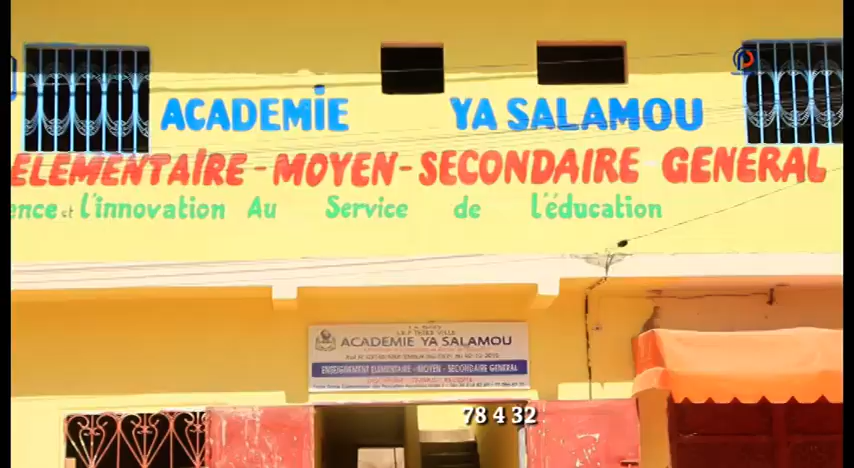 ACADEMIE YA SALAMOU
ELEMENTAIRE - MOYEN - SECONDAIRE GENERAL
ence et l'innovation Au Service de l'éducation
ACADEMIE YA SALAMOU
ENSEIGNEMENT ELEMENTAIRE - MOYEN - SECONDAIRE GENERAL
78 4 32